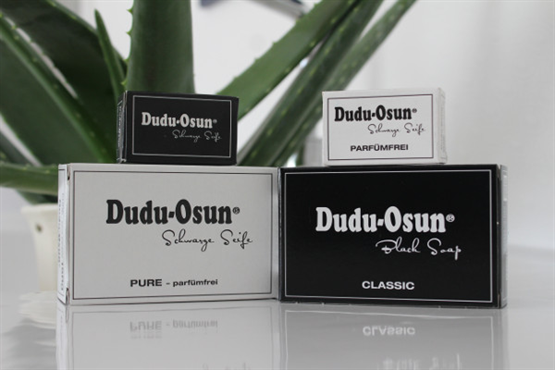 Dudu-Osun®
Schwarze Seife
Dudu-Osun®
Schwarze Seife
PARFÜMFREI
Dudu-Osun®
Schwarze Seife
PURE – parfümfrei
Dudu-Osun®
Black Soap
CLASSIC